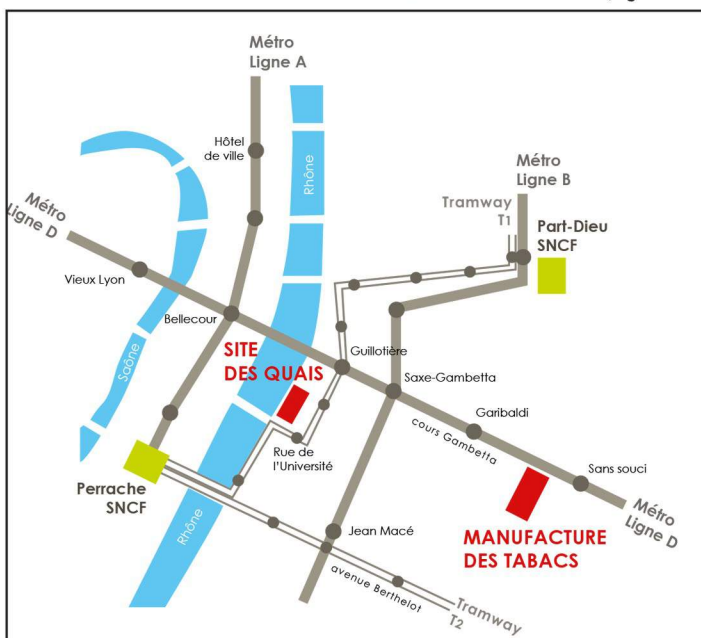 Métro
Ligne A
Hôtel
de ville
Rhône
Métro
Ligne B
Tramway
T1
Part-Dieu
SNCF
Métro
Ligne D
Vieux Lyon
Bellecour
Saône
SITE
DES QUAIS
Guillotière
Saxe-Gambetta
Garibaldi
cours Gambetta
Rue de
l'Université
Sans souci
Perrache
SNCF
Rhône
Jean Macé
MANUFACTURE
DES TABACS
Métro
Ligne D
avenue Berthelot
Tramway
T2